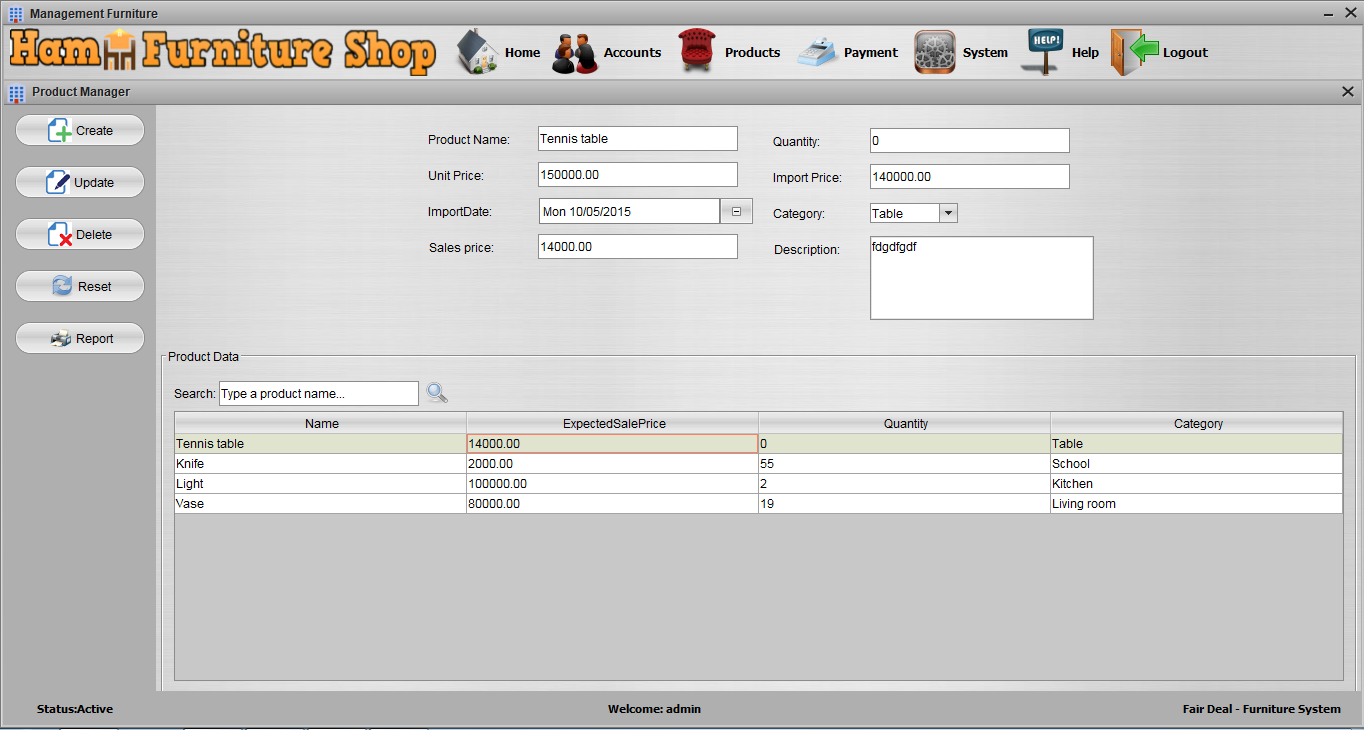 Management Furniture
Ham Furniture Shop
Home Accounts Products Payment System HELP! Help Logout
Product Manager
Create
Update
Delete
Reset
Report
Product Name: Tennis table Quantity: 0
Unit Price: 150000.00 Import Price: 140000.00
ImportDate: Mon 10/05/2015 Category: Table
Sales price: 14000.00 Description: fdgdfgdf
Product Data
Search: Type a product name...
Name ExpectedSalePrice Quantity Category
Tennis table 14000.00 0 Table
Knife 2000.00 55 School
Light 100000.00 2 Kitchen
Vase 80000.00 19 Living room
Status:Active Welcome: admin Fair Deal - Furniture System